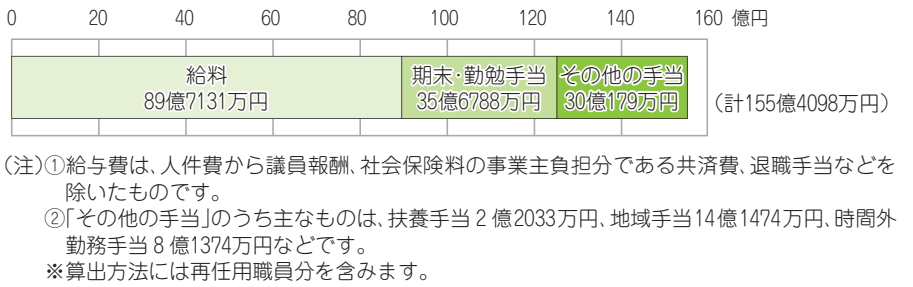 0 20 40 60 80 100 120 140 160 億円
給料 期末・勤勉手当 その他の手当
89億7131万円 35億6788万円 30億179万円
（計155億4098万円）
（注）①給与費は、人件費から議員報酬、社会保険料の事業主負担分である共済費、退職手当などを
除いたものです。
②「その他の手当」のうち主なものは、扶養手当２億2033万円、地域手当14億1474万円、時間外
勤務手当８億1374万円などです。
※算出方法には再任用職員分を含みます。